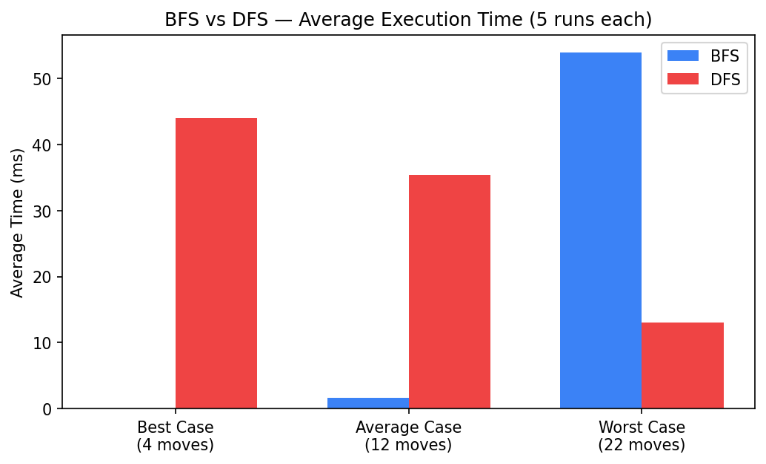 BFS vs DFS — Average Execution Time (5 runs each)
BFS
DFS
Average Time (ms)
50
40
30
20
10
0
Best Case
(4 moves)
Average Case
(12 moves)
Worst Case
(22 moves)